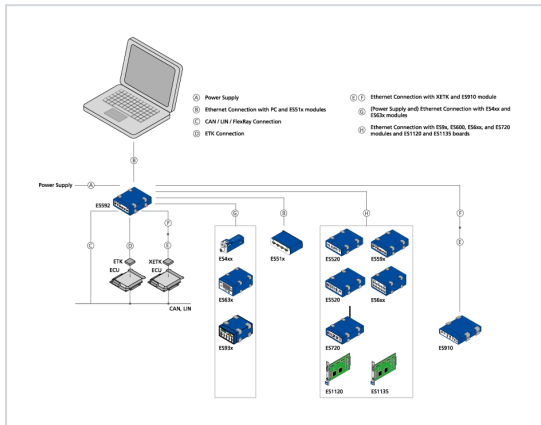 A Power Supply
B Ethernet Connection with PC and ES51x modules
C CAN / LIN / FlexRay Connection
D ETK Connection
E F Ethernet Connection with XETK and ES910 module
G (Power Supply and) Ethernet Connection with ES4xx and
ES63x modules
H Ethernet Connection with ES9x, ES600, ES6xx, and ES720
modules and ES1120 and ES1135 boards
B
Power Supply A
ES592
C D F E
G B H F E
ETK XETK
ECU ECU
CAN, LIN
ES4xx ES51x ES520 ES59x
ES63x ES520 ES6xx
ES93x ES720 ES910
ES1120 ES1135